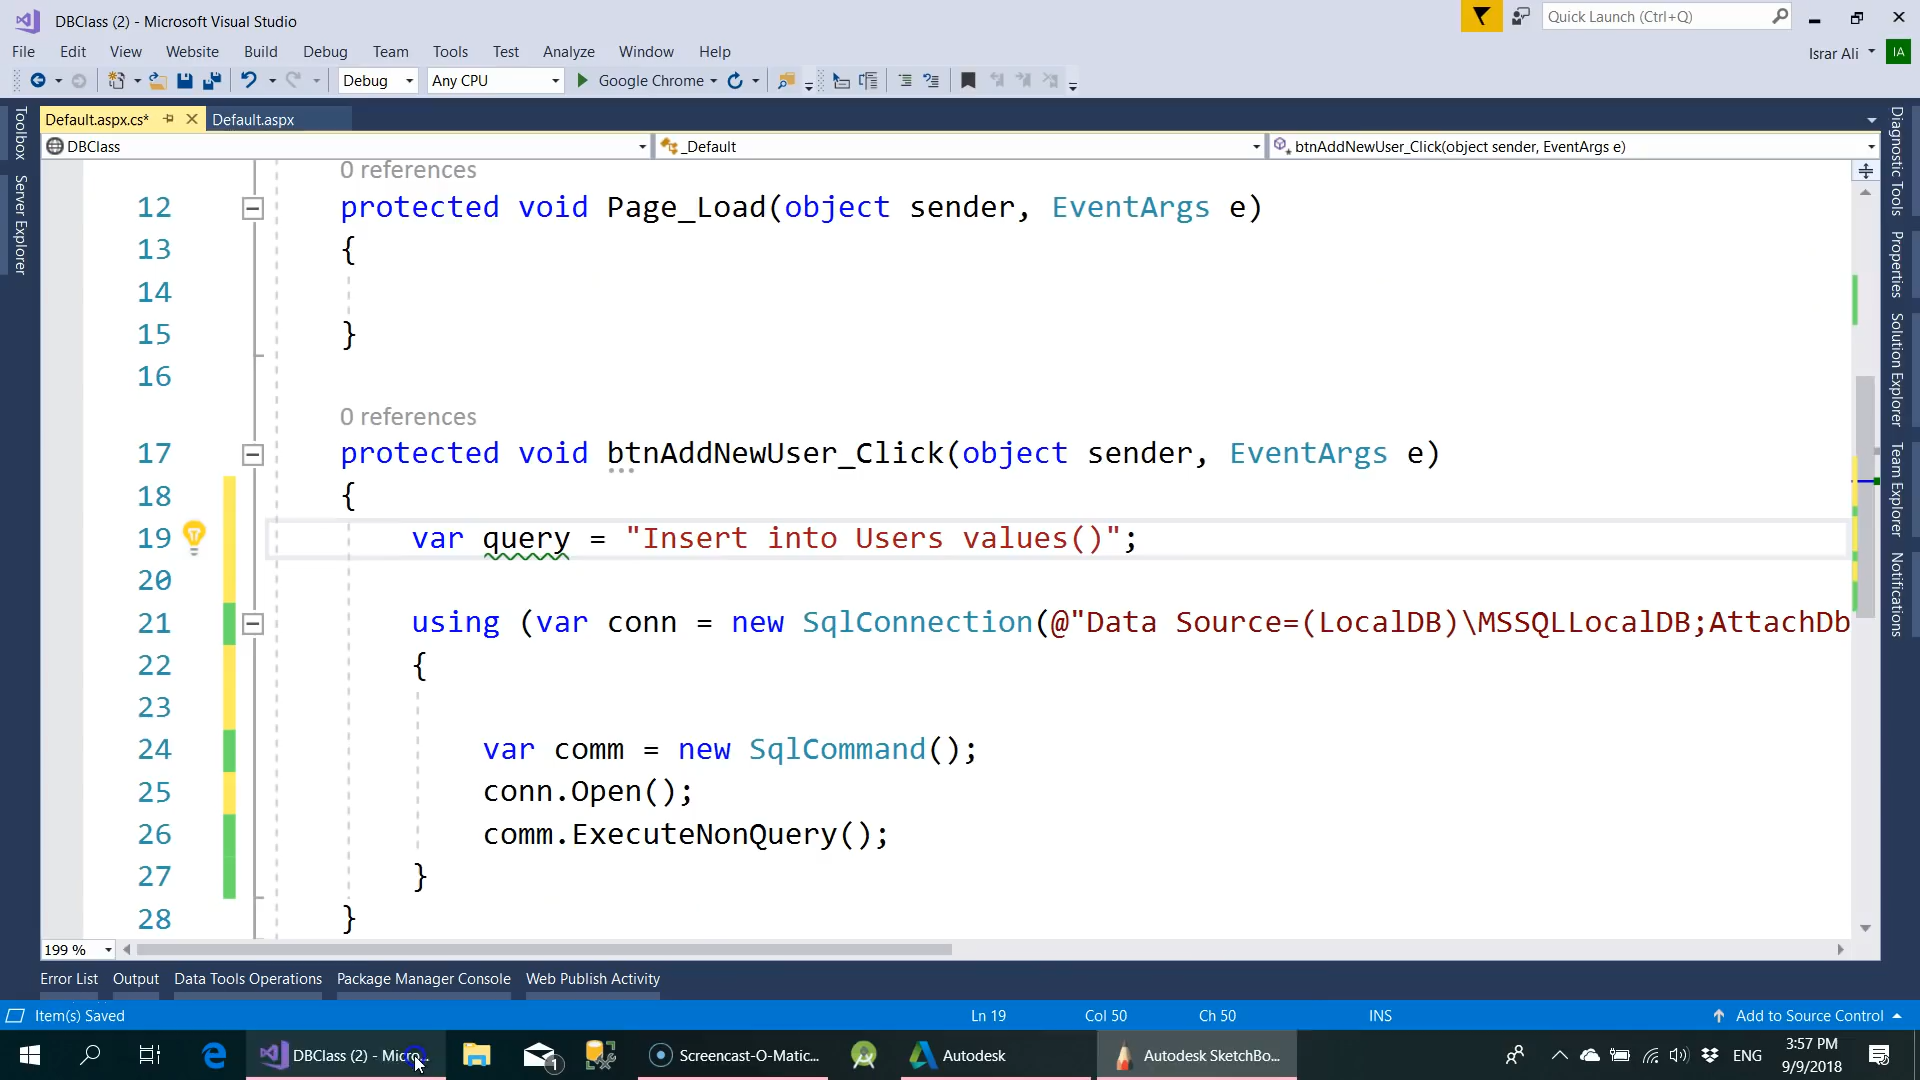 DBClass (2) - Microsoft Visual Studio
Quick Launch (Ctrl+Q)
File Edit View Website Build Debug Team Tools Test Analyze Window Help
Israr Ali IA
Debug Any CPU Google Chrome
Default.aspx.cs* Default.aspx
DBClass _Default btnAddNewUser_Click(object sender, EventArgs e)
Toolbox
Server Explorer
0 references
12 protected void Page_Load(object sender, EventArgs e)
13 {
14
15 }
16
0 references
17 protected void btnAddNewUser_Click(object sender, EventArgs e)
18 {
19 var query = "Insert into Users values()";
20
21 using (var conn = new SqlConnection(@"Data Source=(LocalDB)\MSSQLLocalDB;AttachDb
22 {
23
24 var comm = new SqlCommand();
25 conn.Open();
26 comm.ExecuteNonQuery();
27 }
28 }
Diagnostic Tools
Properties
Solution Explorer
Team Explorer
Notifications
199 %
Error List Output Data Tools Operations Package Manager Console Web Publish Activity
Item(s) Saved Ln 19 Col 50 Ch 50 INS Add to Source Control
DBClass (2) - Micro... 1 Screencast-O-Matic... Autodesk Autodesk SketchBo... ENG
3:57 PM
9/9/2018